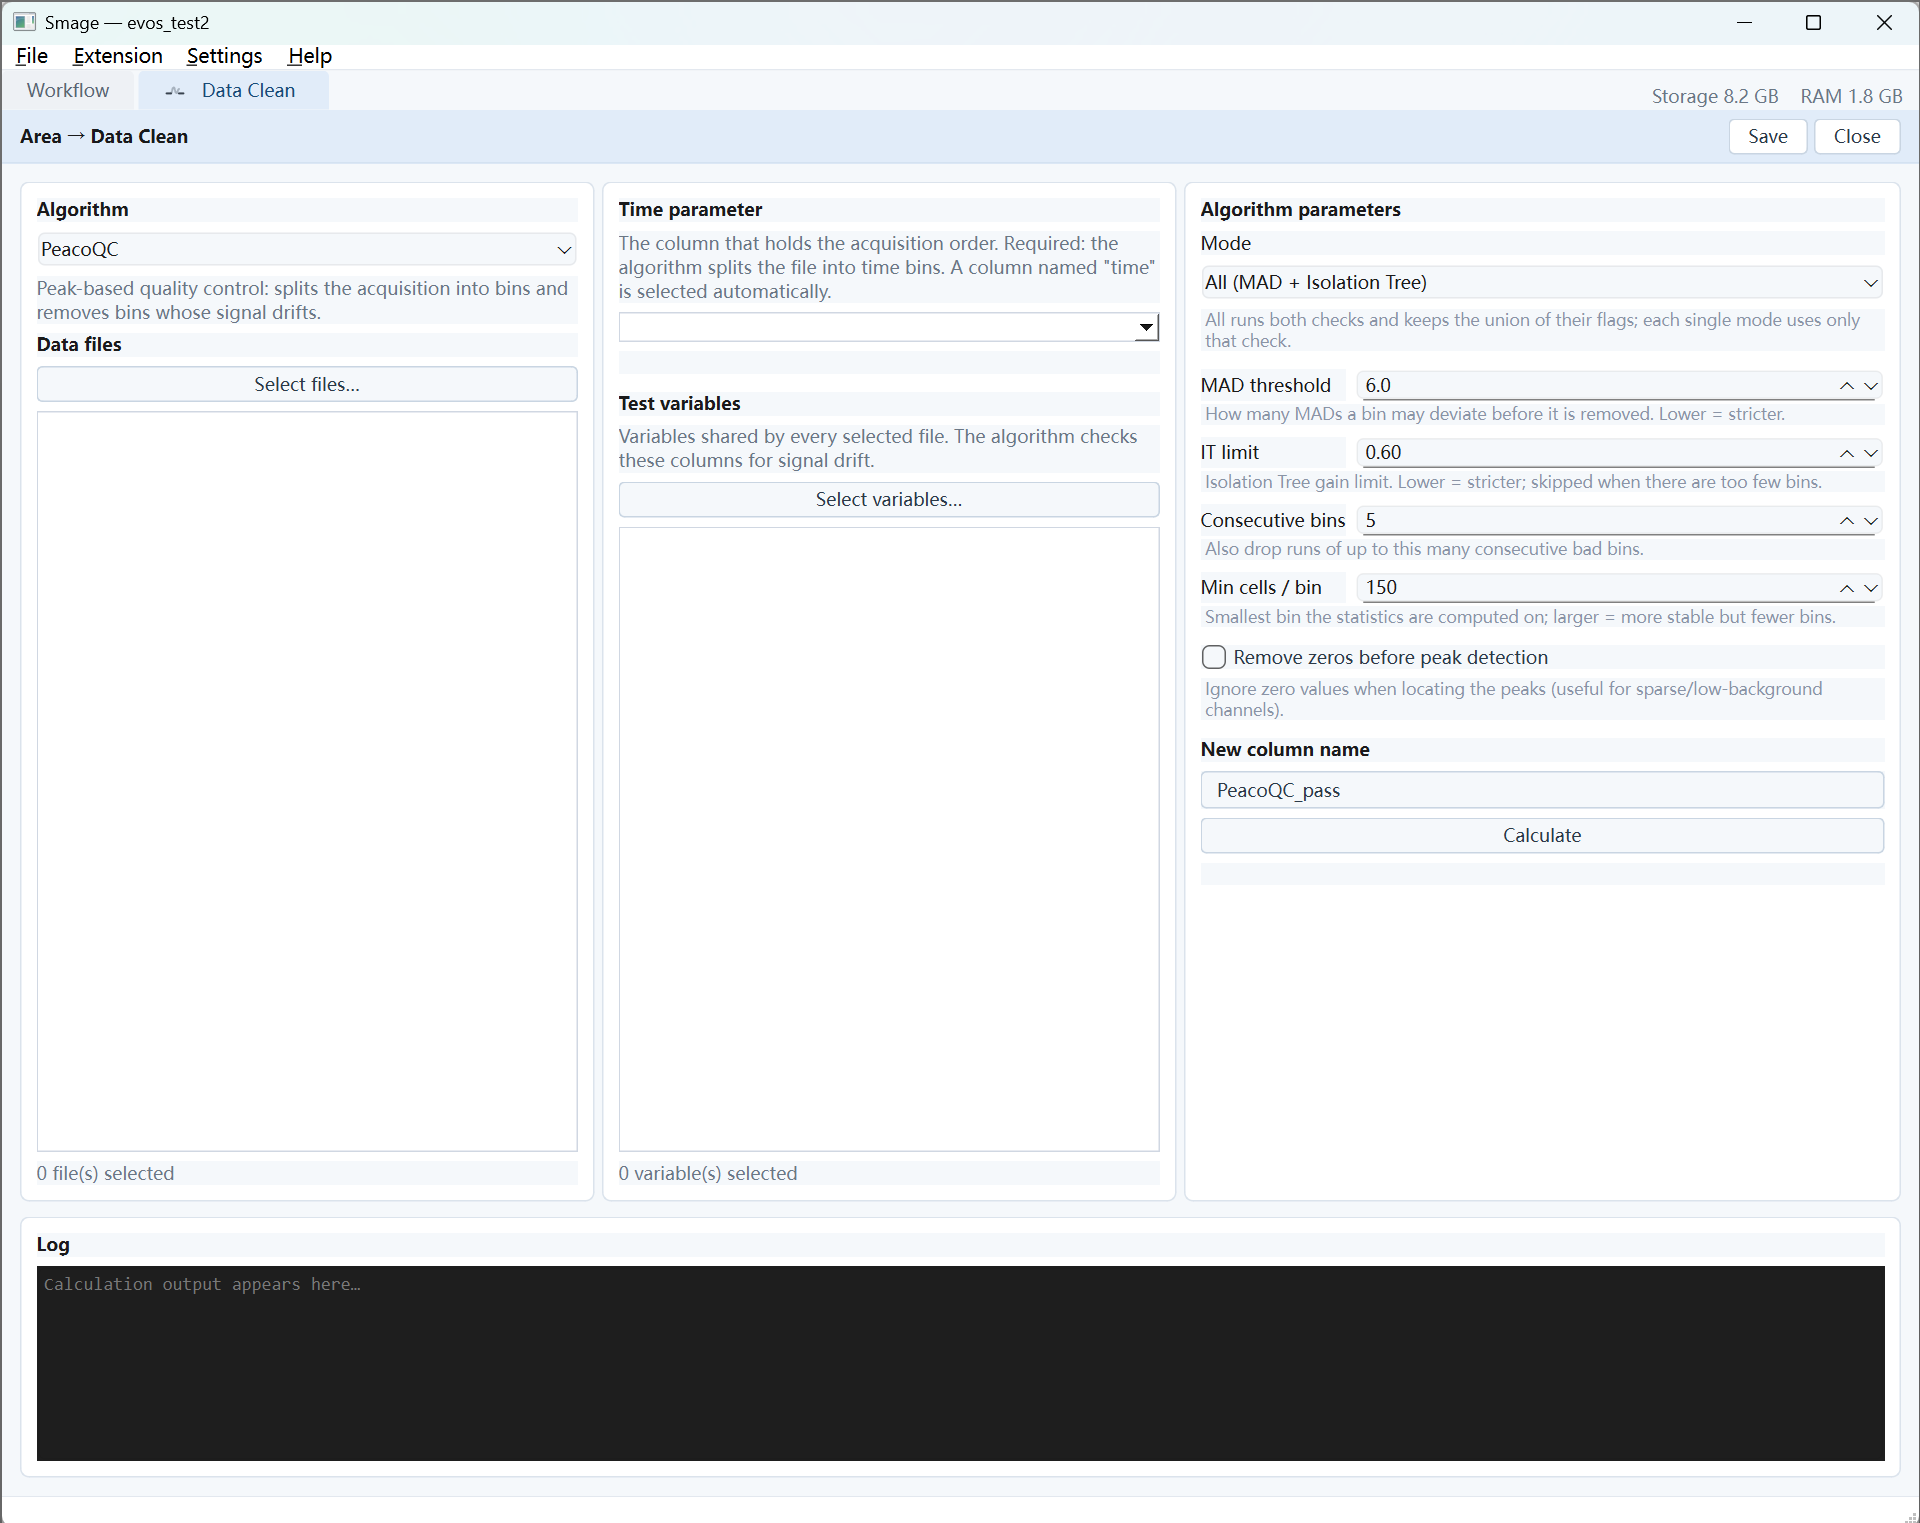 Smage — evos_test2
File Extension Settings Help
Workflow Data Clean
Storage 8.2 GB RAM 1.8 GB
Area → Data Clean
Save Close
Algorithm
PeacoQC
Peak-based quality control: splits the acquisition into bins and
removes bins whose signal drifts.
Data files
Select files...
0 file(s) selected
Time parameter
The column that holds the acquisition order. Required: the
algorithm splits the file into time bins. A column named "time"
is selected automatically.
Test variables
Variables shared by every selected file. The algorithm checks
these columns for signal drift.
Select variables...
0 variable(s) selected
Algorithm parameters
Mode
All (MAD + Isolation Tree)
All runs both checks and keeps the union of their flags; each single mode uses only
that check.
MAD threshold 6.0
How many MADs a bin may deviate before it is removed. Lower = stricter.
IT limit 0.60
Isolation Tree gain limit. Lower = stricter; skipped when there are too few bins.
Consecutive bins 5
Also drop runs of up to this many consecutive bad bins.
Min cells / bin 150
Smallest bin the statistics are computed on; larger = more stable but fewer bins.
Remove zeros before peak detection
Ignore zero values when locating the peaks (useful for sparse/low-background
channels).
New column name
PeacoQC_pass
Calculate
Log
Calculation output appears here…